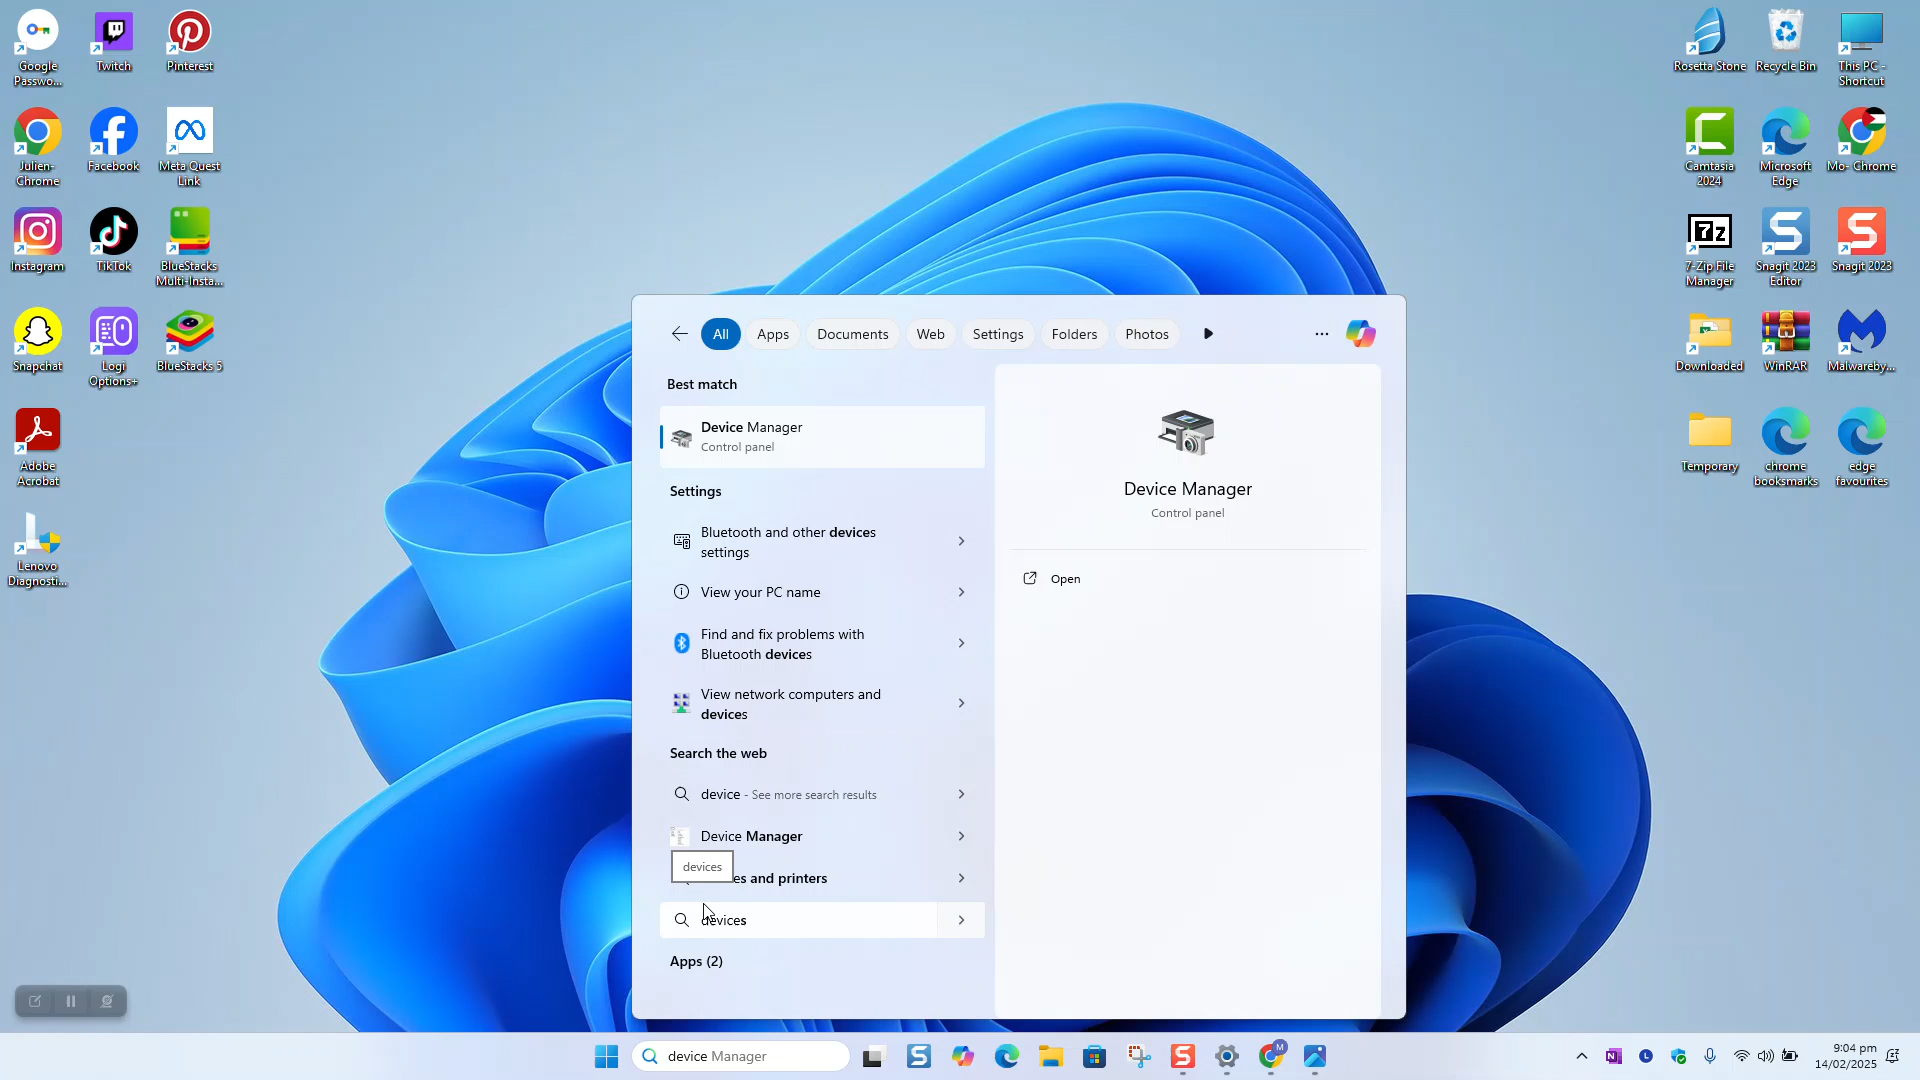 Google
Passwo...
Twitch
Pinterest
Julien-
Chrome
Facebook
Meta Quest
Link
Instagram
TikTok
BlueStacks
Multi-Insta...
Snapchat
Logi
Options+
BlueStacks 5
Adobe
Acrobat
Lenovo
Diagnosti...
Rosetta Stone
Recycle Bin
This PC -
Shortcut
Camtasia
2024
Microsoft
Edge
Mo- Chrome
7-Zip File
Manager
Snagit 2023
Editor
Snagit 2023
Downloaded
WinRAR
Malwareby...
Temporary
chrome
booksmarks
edge
favourites
All
Apps
Documents
Web
Settings
Folders
Photos
Best match
Device Manager
Control panel
Settings
Bluetooth and other devices
settings
View your PC name
Find and fix problems with
Bluetooth devices
View network computers and
devices
Search the web
device - See more search results
Device Manager
devices
es and printers
devices
Apps (2)
Device Manager
Control panel
Open
device Manager
9:04 pm
14/02/2025